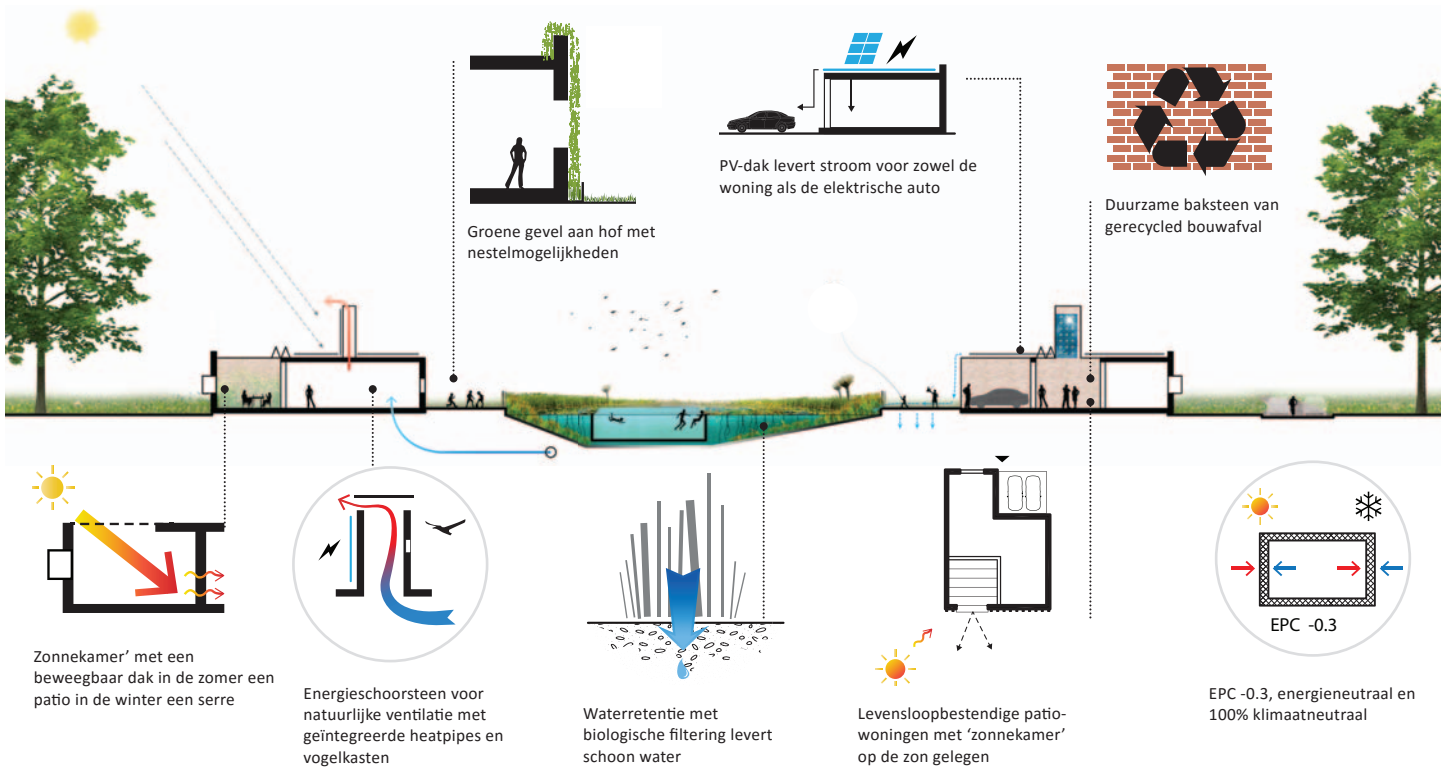 Groene gevel aan hof met
nestelmogelijkheden
PV-dak levert stroom voor zowel de
woning als de elektrische auto
Duurzame baksteen van
gerecycled bouwafval
Zonnekamer’ met een
beweegbaar dak in de zomer een
patio in de winter een serre
Energieschoorsteen voor
natuurlijke ventilatie met
geïntegreerde heatpipes en
vogelkasten
Waterretentie met
biologische filtering levert
schoon water
Levensloopbestendige patio-
woningen met ‘zonnekamer’
op de zon gelegen
EPC -0.3
EPC -0.3, energieneutraal en
100% klimaatneutraal